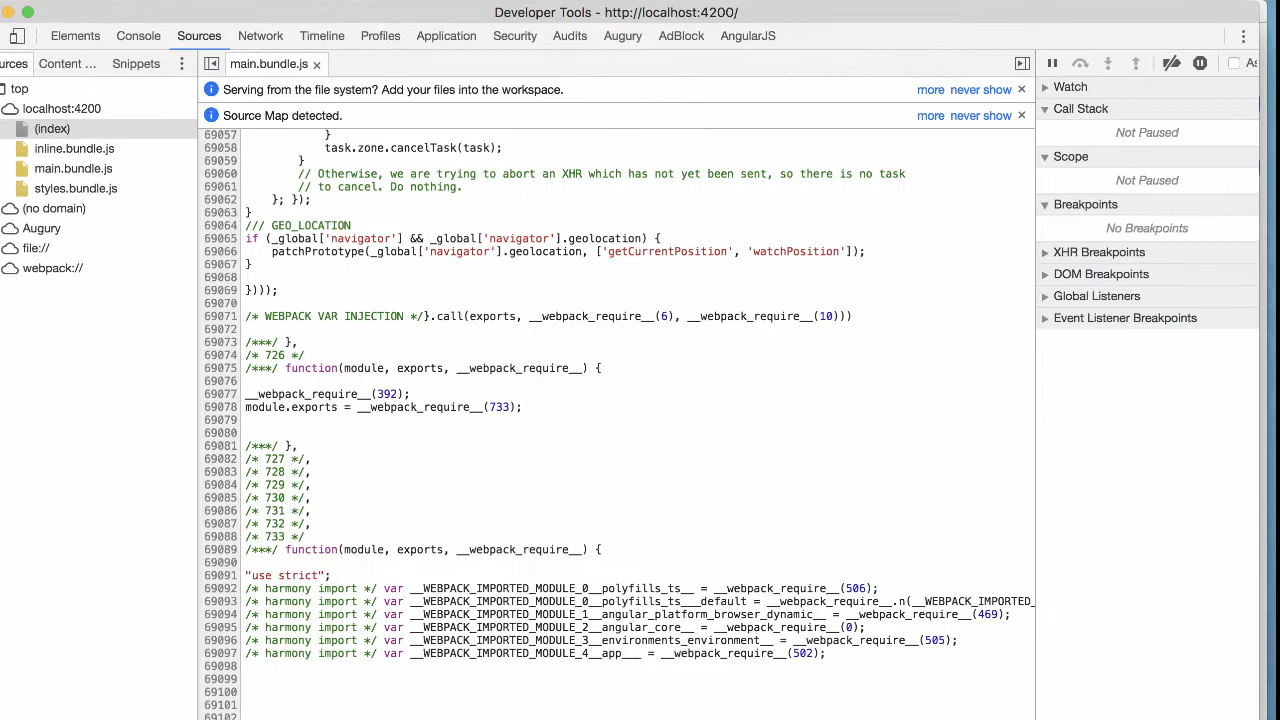 Developer Tools - http://localhost:4200/
Elements Console Sources Network Timeline Profiles Application Security Audits Augury AdBlock AngularJS
urces Content ... Snippets main.bundle.js ×
top
localhost:4200
(index)
inline.bundle.js
main.bundle.js
styles.bundle.js
(no domain)
Augury
file://
webpack://
Serving from the file system? Add your files into the workspace. more never show ×
Source Map detected. more never show ×
69057 }
69058 task.zone.cancelTask(task);
69059 }
69060 // Otherwise, we are trying to abort an XHR which has not yet been sent, so there is no task
69061 // to cancel. Do nothing.
69062 }; });
69063 }
69064 /// GEO_LOCATION
69065 if (_global['navigator'] && _global['navigator'].geolocation) {
69066 patchPrototype(_global['navigator'].geolocation, ['getCurrentPosition', 'watchPosition']);
69067 }
69068
69069 })));
69070
69071 /* WEBPACK VAR INJECTION */}.call(exports, __webpack_require__(6), __webpack_require__(10)))
69072
69073 /***/ },
69074 /* 726 */
69075 /***/ function(module, exports, __webpack_require__) {
69076
69077 __webpack_require__(392);
69078 module.exports = __webpack_require__(733);
69079
69080
69081 /***/ },
69082 /* 727 */,
69083 /* 728 */,
69084 /* 729 */,
69085 /* 730 */,
69086 /* 731 */,
69087 /* 732 */,
69088 /* 733 */
69089 /***/ function(module, exports, __webpack_require__) {
69090
69091 "use strict";
69092 /* harmony import */ var __WEBPACK_IMPORTED_MODULE_0__polyfills_ts__ = __webpack_require__(506);
69093 /* harmony import */ var __WEBPACK_IMPORTED_MODULE_0__polyfills_ts___default = __webpack_require__.n(__WEBPACK_IMPORTED_
69094 /* harmony import */ var __WEBPACK_IMPORTED_MODULE_1__angular_platform_browser_dynamic__ = __webpack_require__(469);
69095 /* harmony import */ var __WEBPACK_IMPORTED_MODULE_2__angular_core__ = __webpack_require__(0);
69096 /* harmony import */ var __WEBPACK_IMPORTED_MODULE_3__environments_environment__ = __webpack_require__(505);
69097 /* harmony import */ var __WEBPACK_IMPORTED_MODULE_4__app___ = __webpack_require__(502);
69098
69099
69100
69101
69102
As
Watch
Call Stack
Not Paused
Scope
Not Paused
Breakpoints
No Breakpoints
XHR Breakpoints
DOM Breakpoints
Global Listeners
Event Listener Breakpoints